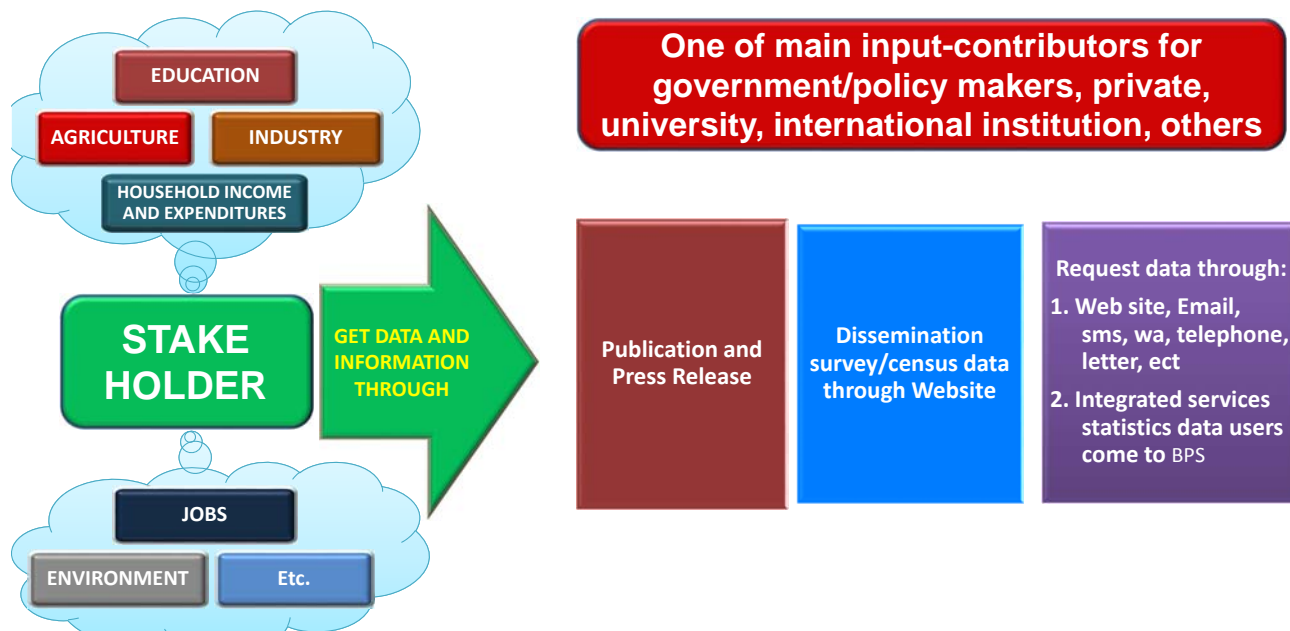 EDUCATION
AGRICULTURE
INDUSTRY
HOUSEHOLD INCOME
AND EXPENDITURES
STAKE
HOLDER
GET DATA AND
INFORMATION
THROUGH
JOBS
ENVIRONMENT
Etc.
One of main input-contributors for
government/policy makers, private,
university, international institution, others
Publication and
Press Release
Dissemination
survey/census data
through Website
Request data through:
1. Web site, Email,
sms, wa, telephone,
letter, ect
2. Integrated services
statistics data users
come to BPS